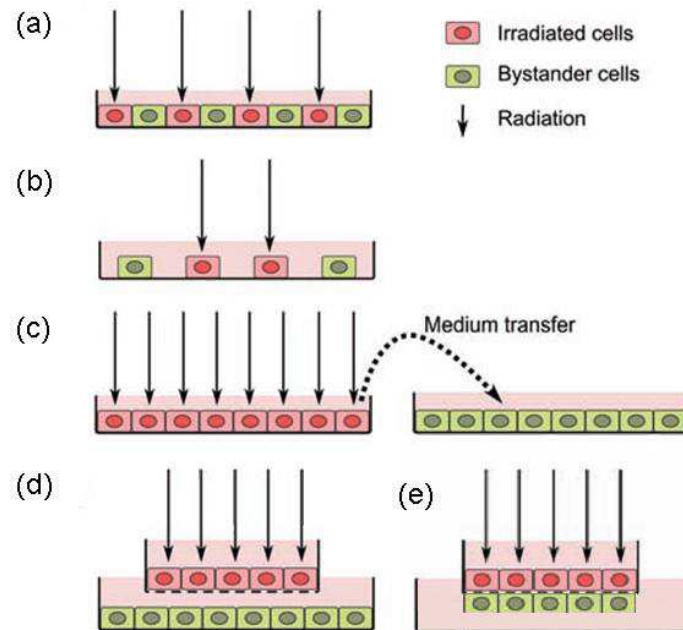 (a)
Irradiated cells
Bystander cells
Radiation
(b)
(c)
Medium transfer
(d)
(e)